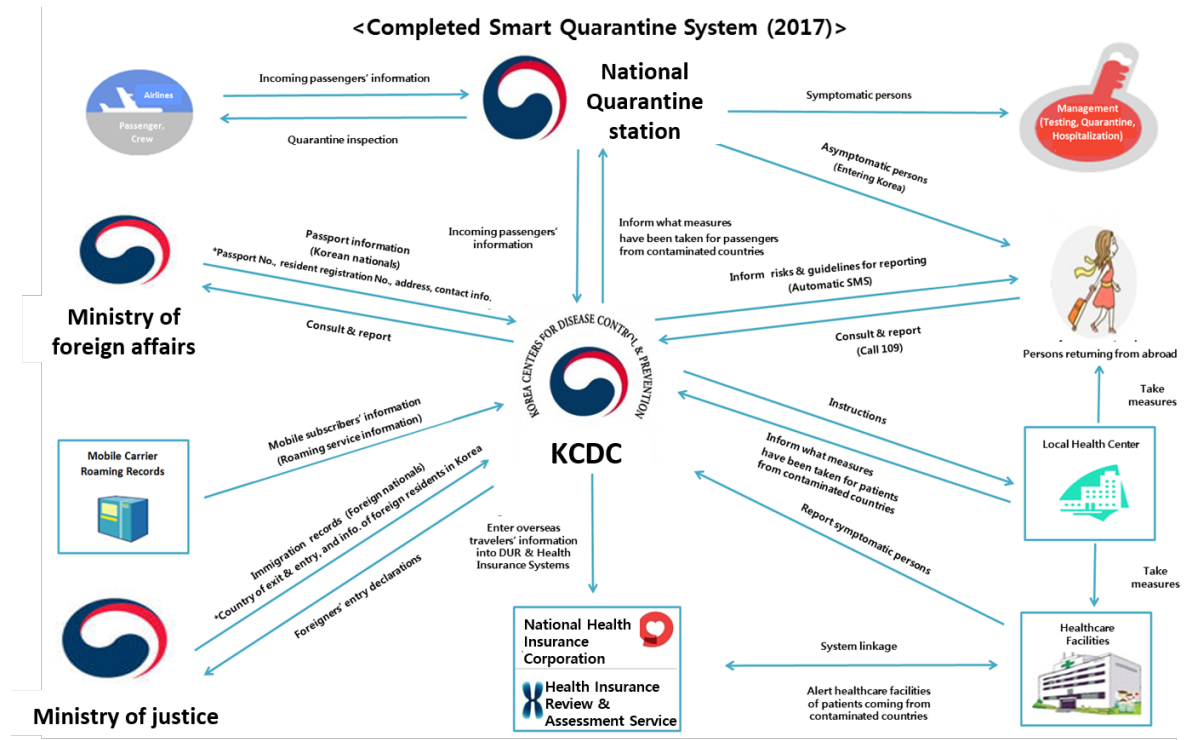 <Completed Smart Quarantine System (2017)>
Airlines
Passenger,
Crew
Incoming passengers' information
Quarantine inspection
National
Quarantine
station
Symptomatic persons
Management
(Testing, Quarantine,
Hospitalization)
Asymptomatic persons
(Entering Korea)
Ministry of
foreign affairs
Passport information
(Korean nationals)
*Passport No., resident registration No., address, contact info.
Consult & report
Incoming passengers'
information
Inform what measures
have been taken for passengers
from contaminated countries
Inform risks & guidelines for reporting
(Automatic SMS)
Consult & report
(Call 109)
Persons returning from abroad
KOREA CENTERS FOR DISEASE CONTROL & PREVENTION
KCDC
Mobile Carrier
Roaming Records
Mobile subscribers' information
(Roaming service information)
Instructions
Inform what measures
have been taken for patients
from contaminated countries
Take
measures
Local Health Center
Immigration records (Foreign nationals)
*Country of exit & entry, and info. of foreign residents in Korea
Foreigners' entry declarations
Enter overseas
travelers' information
into DUR & Health
Insurance Systems
Report symptomatic persons
Take
measures
Ministry of justice
National Health
Insurance
Corporation
Health Insurance
Review &
Assessment Service
System linkage
Alert healthcare facilities
of patients coming from
contaminated countries
Healthcare
Facilities